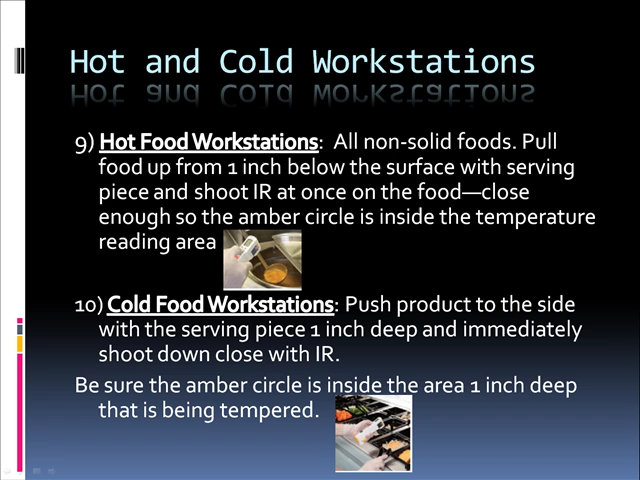 Hot and Cold Workstations
9) Hot Food Workstations: All non-solid foods. Pull
food up from 1 inch below the surface with serving
piece and shoot IR at once on the food—close
enough so the amber circle is inside the temperature
reading area
10) Cold Food Workstations: Push product to the side
with the serving piece 1 inch deep and immediately
shoot down close with IR.
Be sure the amber circle is inside the area 1 inch deep
that is being tempered.